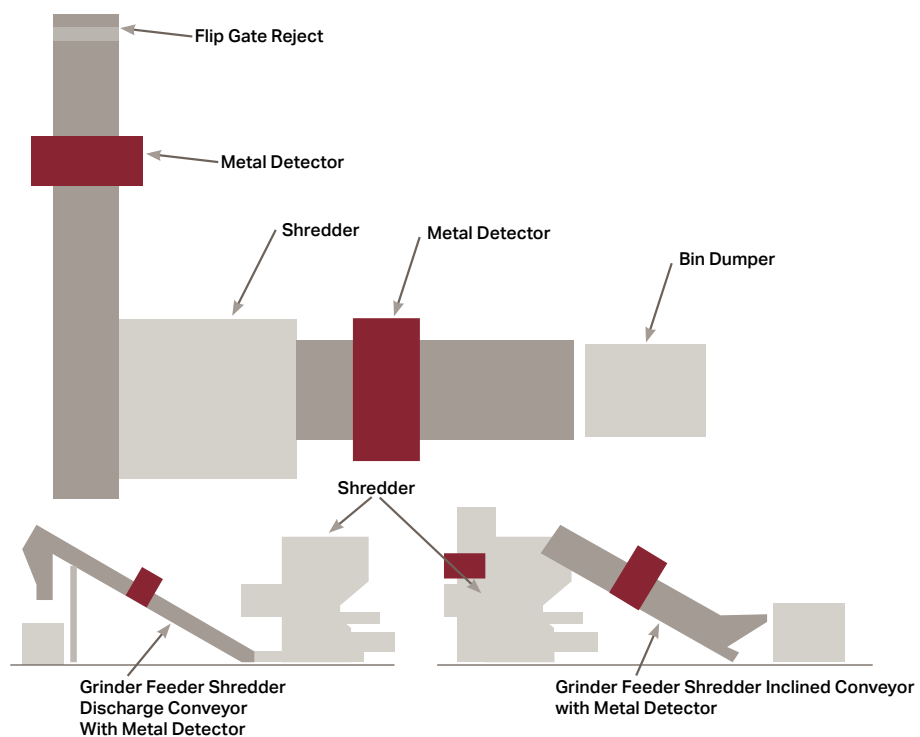 Flip Gate Reject
Metal Detector
Shredder
Metal Detector
Bin Dumper
Shredder
Grinder Feeder Shredder
Discharge Conveyor
With Metal Detector
Grinder Feeder Shredder Inclined Conveyor
with Metal Detector